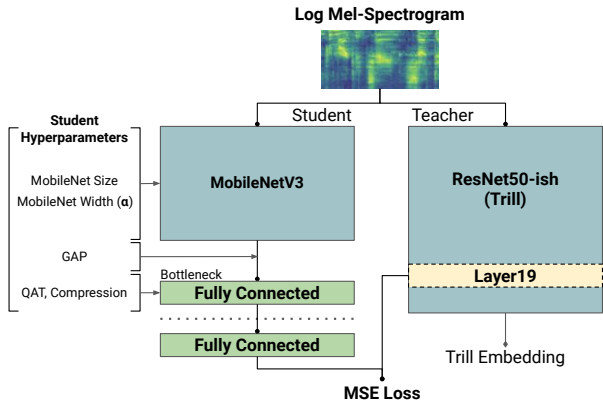 Log Mel-Spectrogram
Student
Teacher
Student
Hyperparameters
MobileNet Size
MobileNet Width (α)
MobileNetV3
ResNet50-ish
(Trill)
GAP
Bottleneck
Layer19
QAT, Compression
Fully Connected
Fully Connected
Trill Embedding
MSE Loss